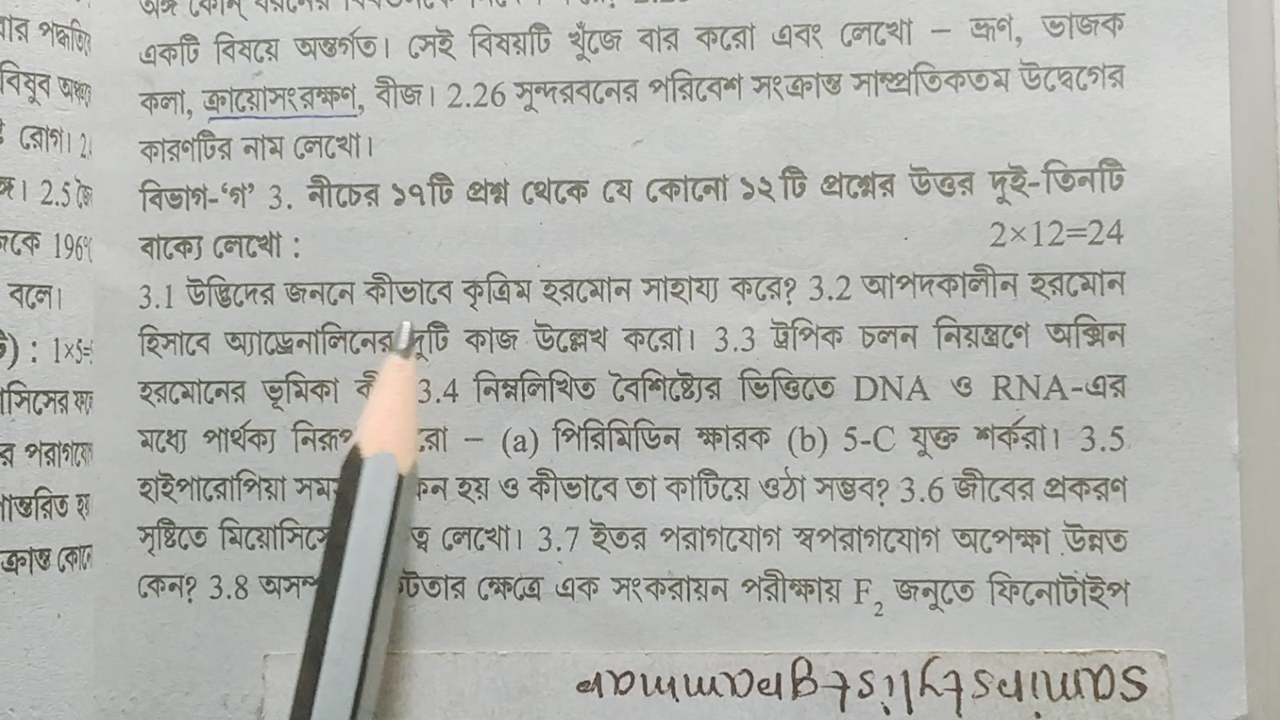 একটি বিষয়ে অন্তর্গত। সেই বিষয়টি খুঁজে বার করো এবং লেখো – ভ্রূণ, ভাজক
কলা, ক্রায়োসংরক্ষণ, বীজ। 2.26 সুন্দরবনের পরিবেশ সংক্রান্ত সাম্প্রতিকতম উদ্বেগের
কারণটির নাম লেখো।
বিভাগ-‘গ’ 3. নীচের ১৭টি প্রশ্ন থেকে যে কোনো ১২টি প্রশ্নের উত্তর দুই-তিনটি
বাক্যে লেখো :
2×12=24
3.1 উদ্ভিদের জননে কীভাবে কৃত্রিম হরমোন সাহায্য করে? 3.2 আপদকালীন হরমোন
হিসাবে অ্যাড্রেনালিনের দুটি কাজ উল্লেখ করো। 3.3 ট্রপিক চলন নিয়ন্ত্রণে অক্সিন
হরমোনের ভূমিকা 3.4 নিম্নলিখিত বৈশিষ্ট্যের ভিত্তিতে DNA ও RNA-এর
মধ্যে পার্থক্য – (a) পিরিমিডিন ক্ষারক (b) 5-C যুক্ত শর্করা। 3.5
হাইপারোপিয়া হয় ও কীভাবে তা কাটিয়ে ওঠা সম্ভব? 3.6 জীবের প্রকরণ
সৃষ্টিতে লেখো। 3.7 ইতর পরাগযোগ স্বপরাগযোগ অপেক্ষা উন্নত
কেন? 3.8 ক্ষেত্রে এক সংকরায়ন পরীক্ষায় F₂ জনুতে ফিনোটাইপ
samirstylistgrammar